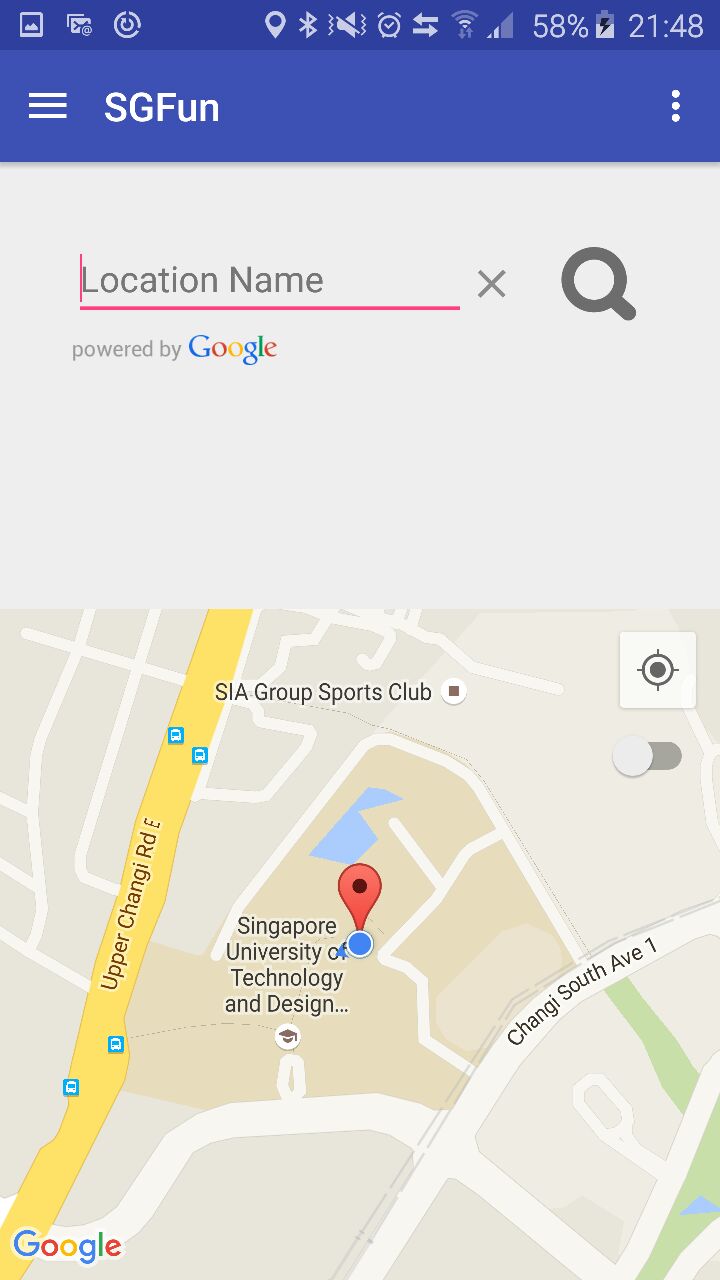 58% 21:48
SGFun
Location Name
powered by Google
SIA Group Sports Club
Upper Changi Rd E
Singapore
University of
Technology
and Design...
Changi South Ave 1
Google